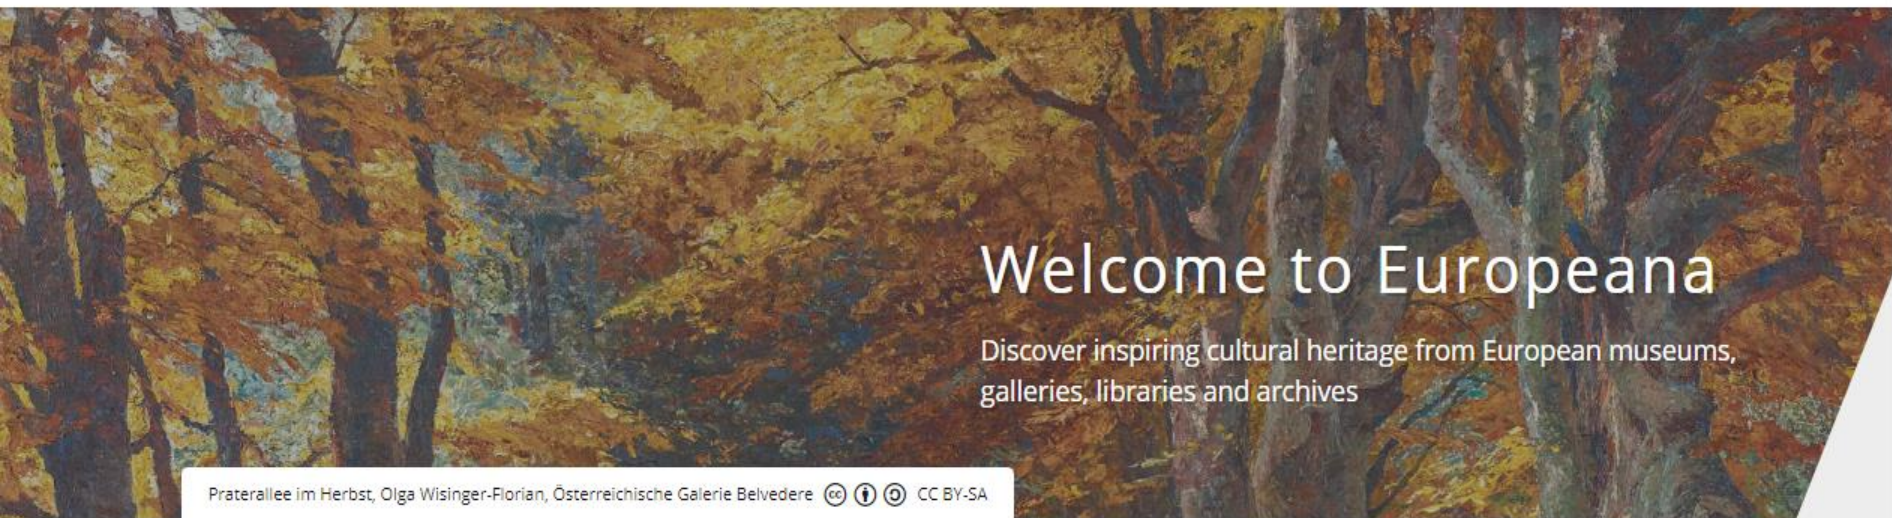 Welcome to Europeana
Discover inspiring cultural heritage from European museums,
galleries, libraries and archives
Praterallee im Herbst, Olga Wisinger-Florian, Österreichische Galerie Belvedere CC BY-SA